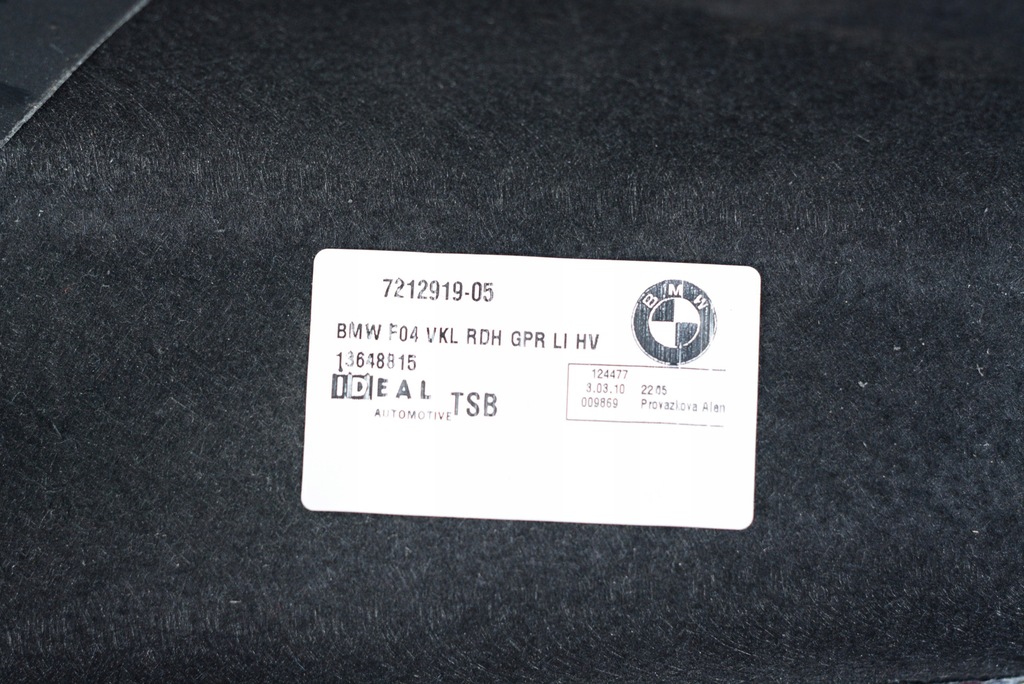 7212919-05
BMW
BMW F04 VKL RDH GPR LI HV
13648815
IDEAL
AUTOMOTIVE TSB
124477
3.03.10 22:05
009869 Provazkova Alen